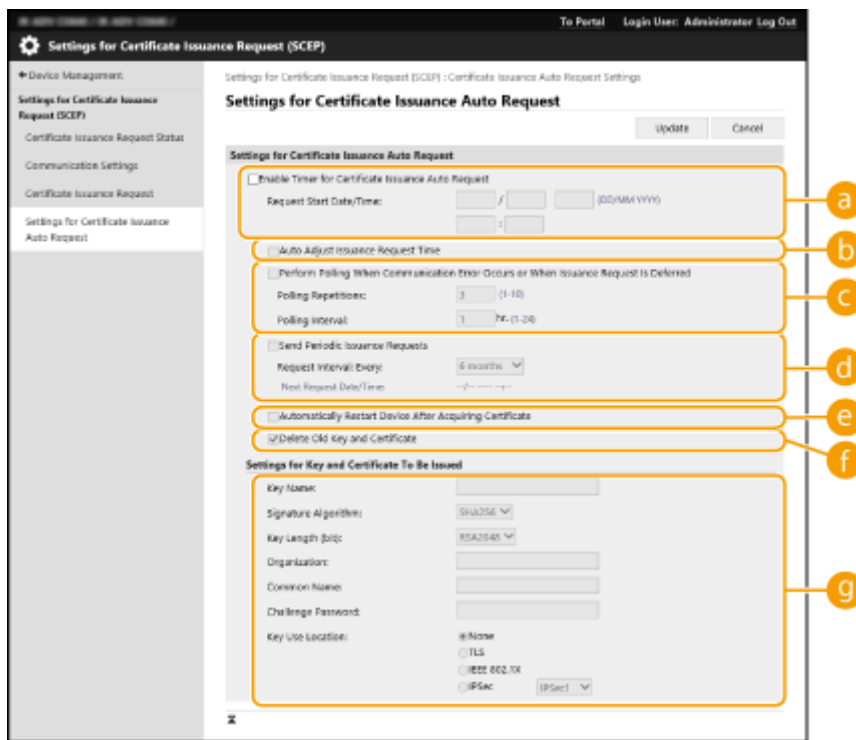 To Portal Login User: Administrator Log Out
Settings for Certificate Issuance Request (SCEP)
Device Management
Settings for Certificate Issuance Request (SCEP) : Certificate Issuance Auto Request Settings
Settings for Certificate Issuance
Request (SCEP)
Certificate Issuance Request Status
Communication Settings
Certificate Issuance Request
Settings for Certificate Issuance
Auto Request
Settings for Certificate Issuance Auto Request
Update Cancel
Settings for Certificate Issuance Auto Request
Enable Timer for Certificate Issuance Auto Request
Request Start Date/Time: / (DD/MM YYYY)
:
a
Auto Adjust Issuance Request Time
b
Perform Polling When Communication Error Occurs or When Issuance Request Is Deferred
Polling Repetitions: 3 (1-10)
Polling Interval: 1 hr. (1-24)
c
Send Periodic Issuance Requests
Request Interval: Every: 6 months
Next Request Date/Time: --/-- ---- --:--
d
Automatically Restart Device After Acquiring Certificate
e
Delete Old Key and Certificate
f
Settings for Key and Certificate To Be Issued
Key Name:
Signature Algorithm: SHA256
Key Length (bit): RSA2048
Organization:
Common Name:
Challenge Password:
Key Use Location: None
TLS
IEEE 802.1X
IPSec IPSec1
g